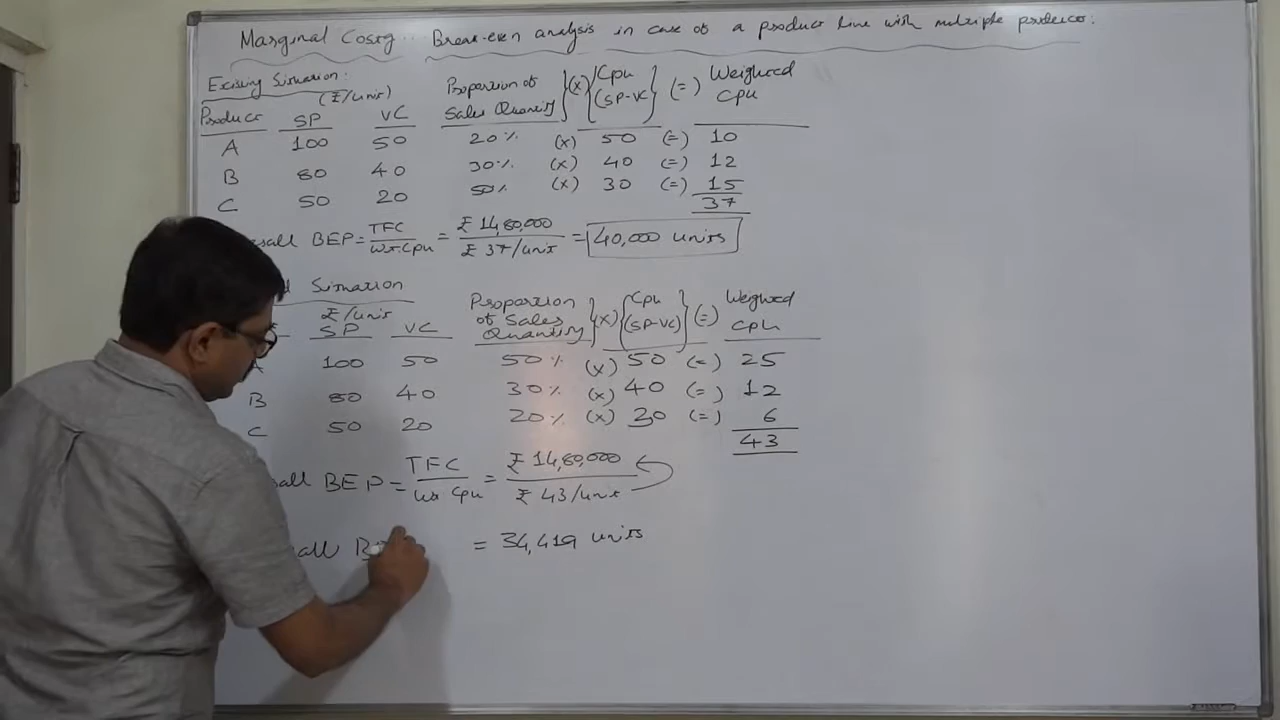 Marginal Costg.. Break-even analysis in case of a product line with multiple products:
Existing Situation:
(₹/unit)
Product SP VC Proportion of Sales Quantity } (x) { Cpu (SP-VC } (=) Weighted Cpu
A 100 50 20% (x) 50 (=) 10
B 80 40 30% (x) 40 (=) 12
C 50 20 50% (x) 30 (=) 15
37
BEP = TFC / Wt. Cpu = ₹ 14,80,000 / ₹ 37/unit = 40,000 units
Situation
₹/unit
SP VC Proportion of Sales Quantity } (x) { Cpu (SP-VC) } (=) Weighted Cpu
A 100 50 50% (x) 50 (=) 25
B 80 40 30% (x) 40 (=) 12
C 50 20 20% (x) 30 (=) 6
43
BEP = TFC / Wt Cpu = ₹ 14,80,000 / ₹ 43/unit
= 34,419 units